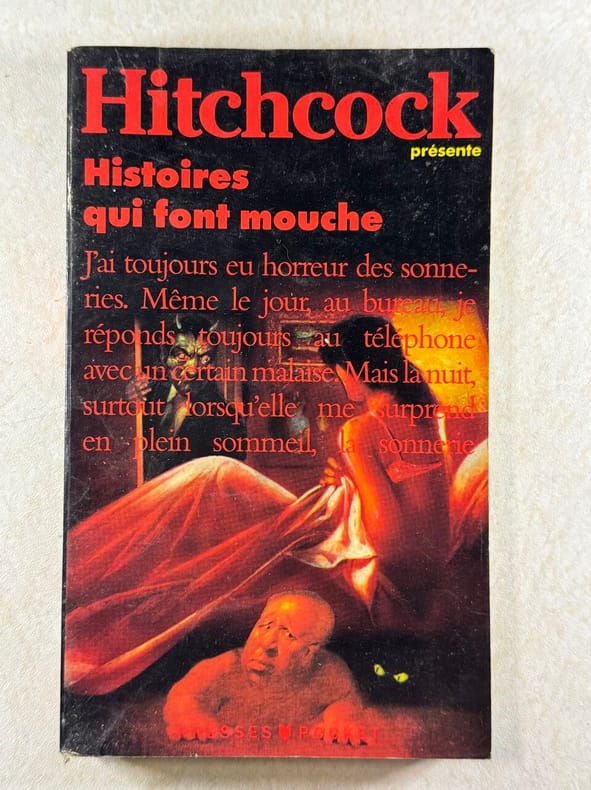 Hitchcock
présente
Histoires
qui font mouche
J'ai toujours eu horreur des sonne-
ries. Même le jour, au bureau, je
réponds toujours au téléphone
avec un certain malaise. Mais la nuit,
surtout lorsqu'elle me surprend
en plein sommeil, la sonnerie
PRESSES POCKET